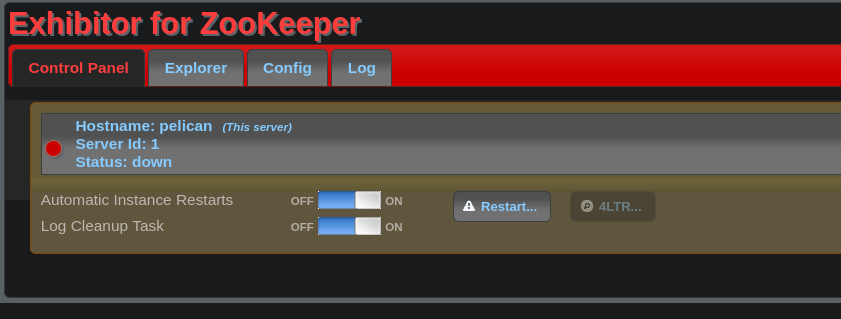 Exhibitor for ZooKeeper
Control Panel Explorer Config Log
Hostname: pelican (This server)
Server Id: 1
Status: down
Automatic Instance Restarts OFF ON Restart... 4LTR...
Log Cleanup Task OFF ON